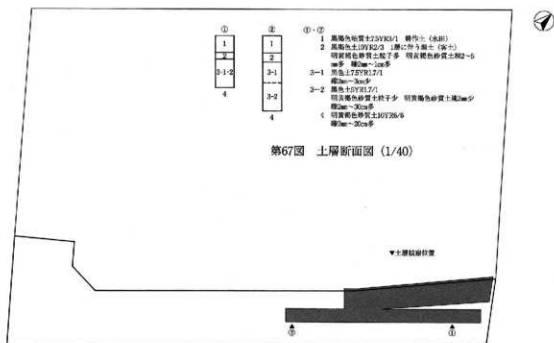 ① ② ①・②
1 1 1 黒褐色粘質土7.5YR3/1 耕作土（水田）
2 2 2 黒褐色土10YR2/3 1層に伴う盤土（客土）
明黄褐色砂質土粒子多 明黄褐色砂質土塊2～5
㎜多 礫2㎜～1㎝多
3-1・2 3-1 3-1 黒色土7.5YR1.7/1
礫2㎜～3㎝少
3-2 3-2 黒色土5YR1.7/1
明黄褐色砂質土粒子少 明黄褐色砂質土塊2㎜少
礫2㎜～30㎝多
4 4 4 明黄褐色砂質土10YR6/6
礫2㎜～20㎝多
第67図 土層断面図（1/40）
▼土層観察位置
② ①